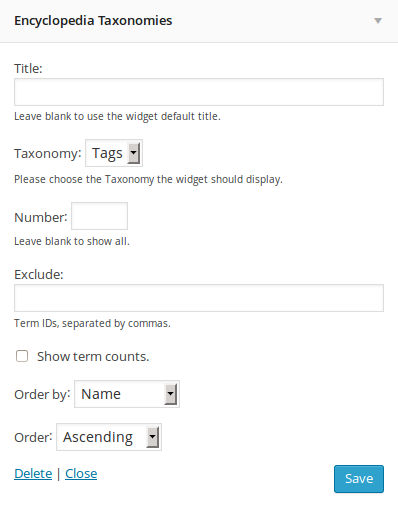 Encyclopedia Taxonomies
Title:
Leave blank to use the widget default title.
Taxonomy: Tags
Please choose the Taxonomy the widget should display.
Number:
Leave blank to show all.
Exclude:
Term IDs, separated by commas.
Show term counts.
Order by: Name
Order: Ascending
Delete | Close Save